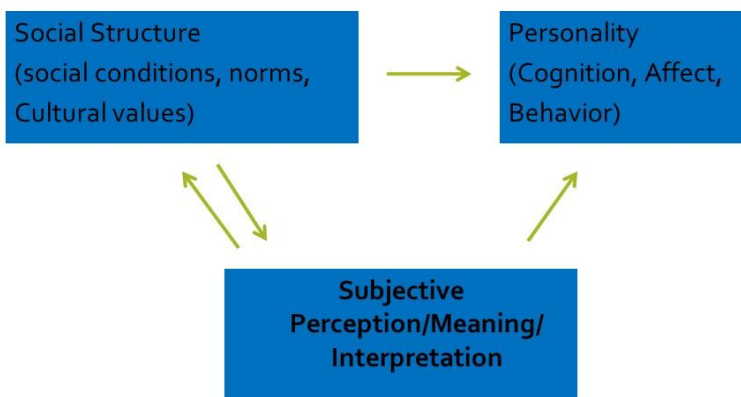 Social Structure
(social conditions, norms,
Cultural values)
Personality
(Cognition, Affect,
Behavior)
Subjective
Perception/Meaning/
Interpretation